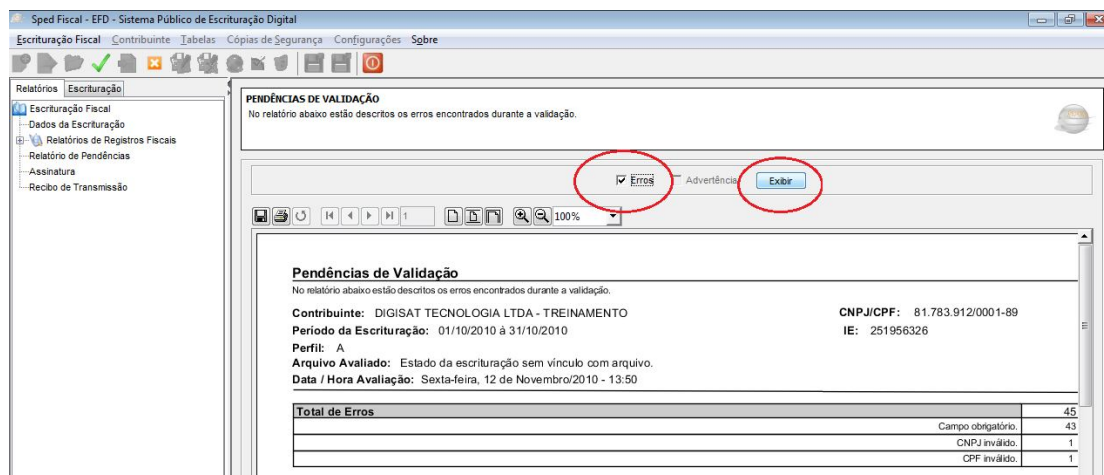 Sped Fiscal - EFD - Sistema Público de Escrituração Digital
Escrituração Fiscal Contribuinte Tabelas Cópias de Segurança Configurações Sobre
Relatórios Escrituração
Escrituração Fiscal
Dados da Escrituração
Relatórios de Registros Fiscais
Relatório de Pendências
Assinatura
Recibo de Transmissão
PENDÊNCIAS DE VALIDAÇÃO
No relatório abaixo estão descritos os erros encontrados durante a validação.
Erros Advertência Exibir
1 100%
Pendências de Validação
No relatório abaixo estão descritos os erros encontrados durante a validação.
Contribuinte: DIGISAT TECNOLOGIA LTDA - TREINAMENTO CNPJ/CPF: 81.783.912/0001-89
Período da Escrituração: 01/10/2010 à 31/10/2010 IE: 251956326
Perfil: A
Arquivo Avaliado: Estado da escrituração sem vínculo com arquivo.
Data / Hora Avaliação: Sexta-feira, 12 de Novembro/2010 - 13:50
Total de Erros 45
Campo obrigatório. 43
CNPJ inválido. 1
CPF inválido. 1